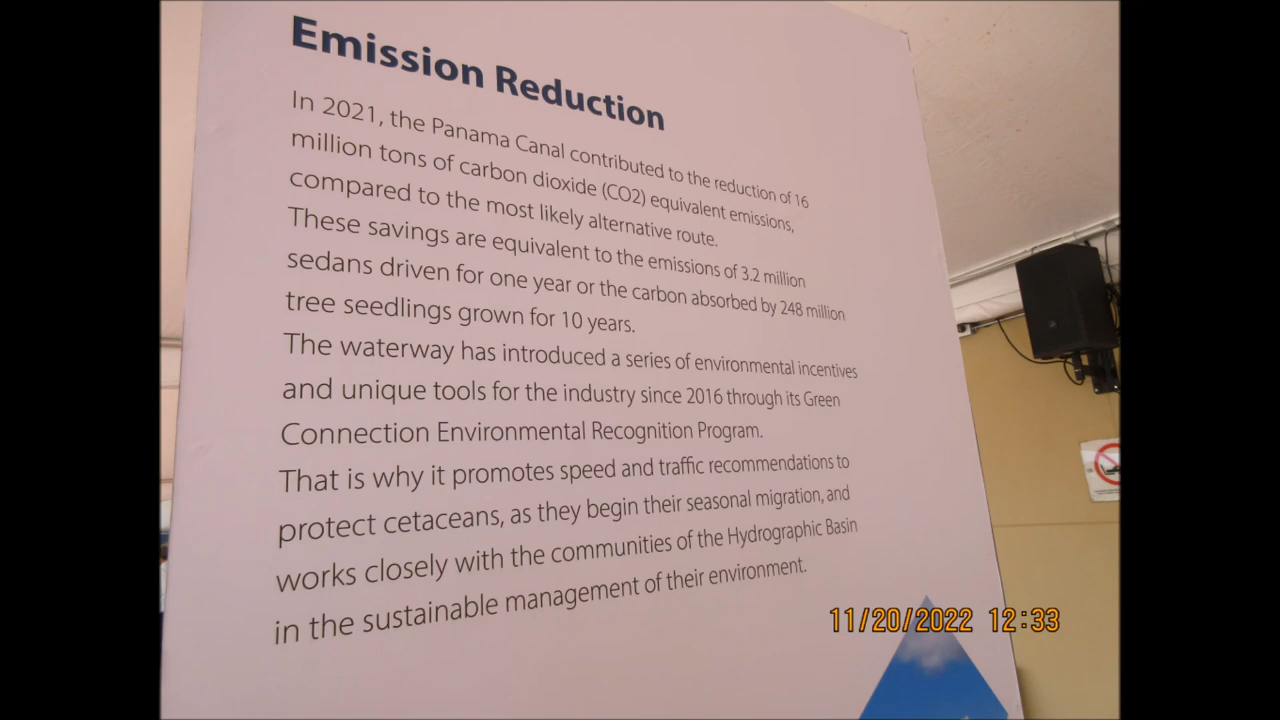 Emission Reduction
In 2021, the Panama Canal contributed to the reduction of 16
million tons of carbon dioxide (CO2) equivalent emissions,
compared to the most likely alternative route.
These savings are equivalent to the emissions of 3.2 million
sedans driven for one year or the carbon absorbed by 248 million
tree seedlings grown for 10 years.
The waterway has introduced a series of environmental incentives
and unique tools for the industry since 2016 through its Green
Connection Environmental Recognition Program.
That is why it promotes speed and traffic recommendations to
protect cetaceans, as they begin their seasonal migration, and
works closely with the communities of the Hydrographic Basin
in the sustainable management of their environment.
11/20/2022 12:33